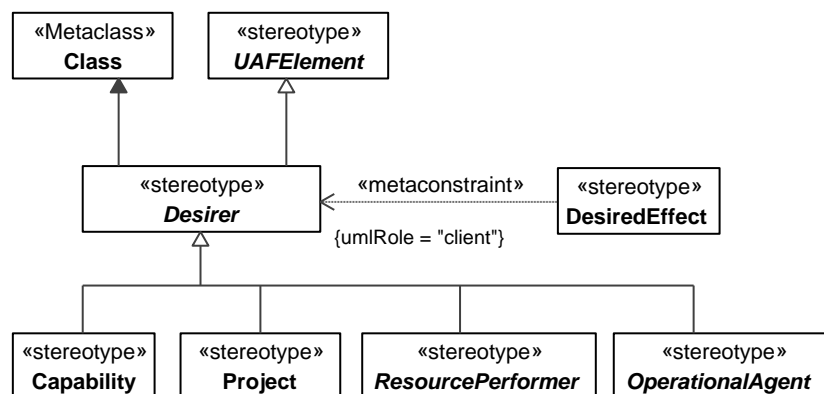 «Metaclass»
Class
«stereotype»
UAFElement
«stereotype»
Desirer
«metaconstraint»
{umlRole = "client"}
«stereotype»
DesiredEffect
«stereotype»
Capability
«stereotype»
Project
«stereotype»
ResourcePerformer
«stereotype»
OperationalAgent